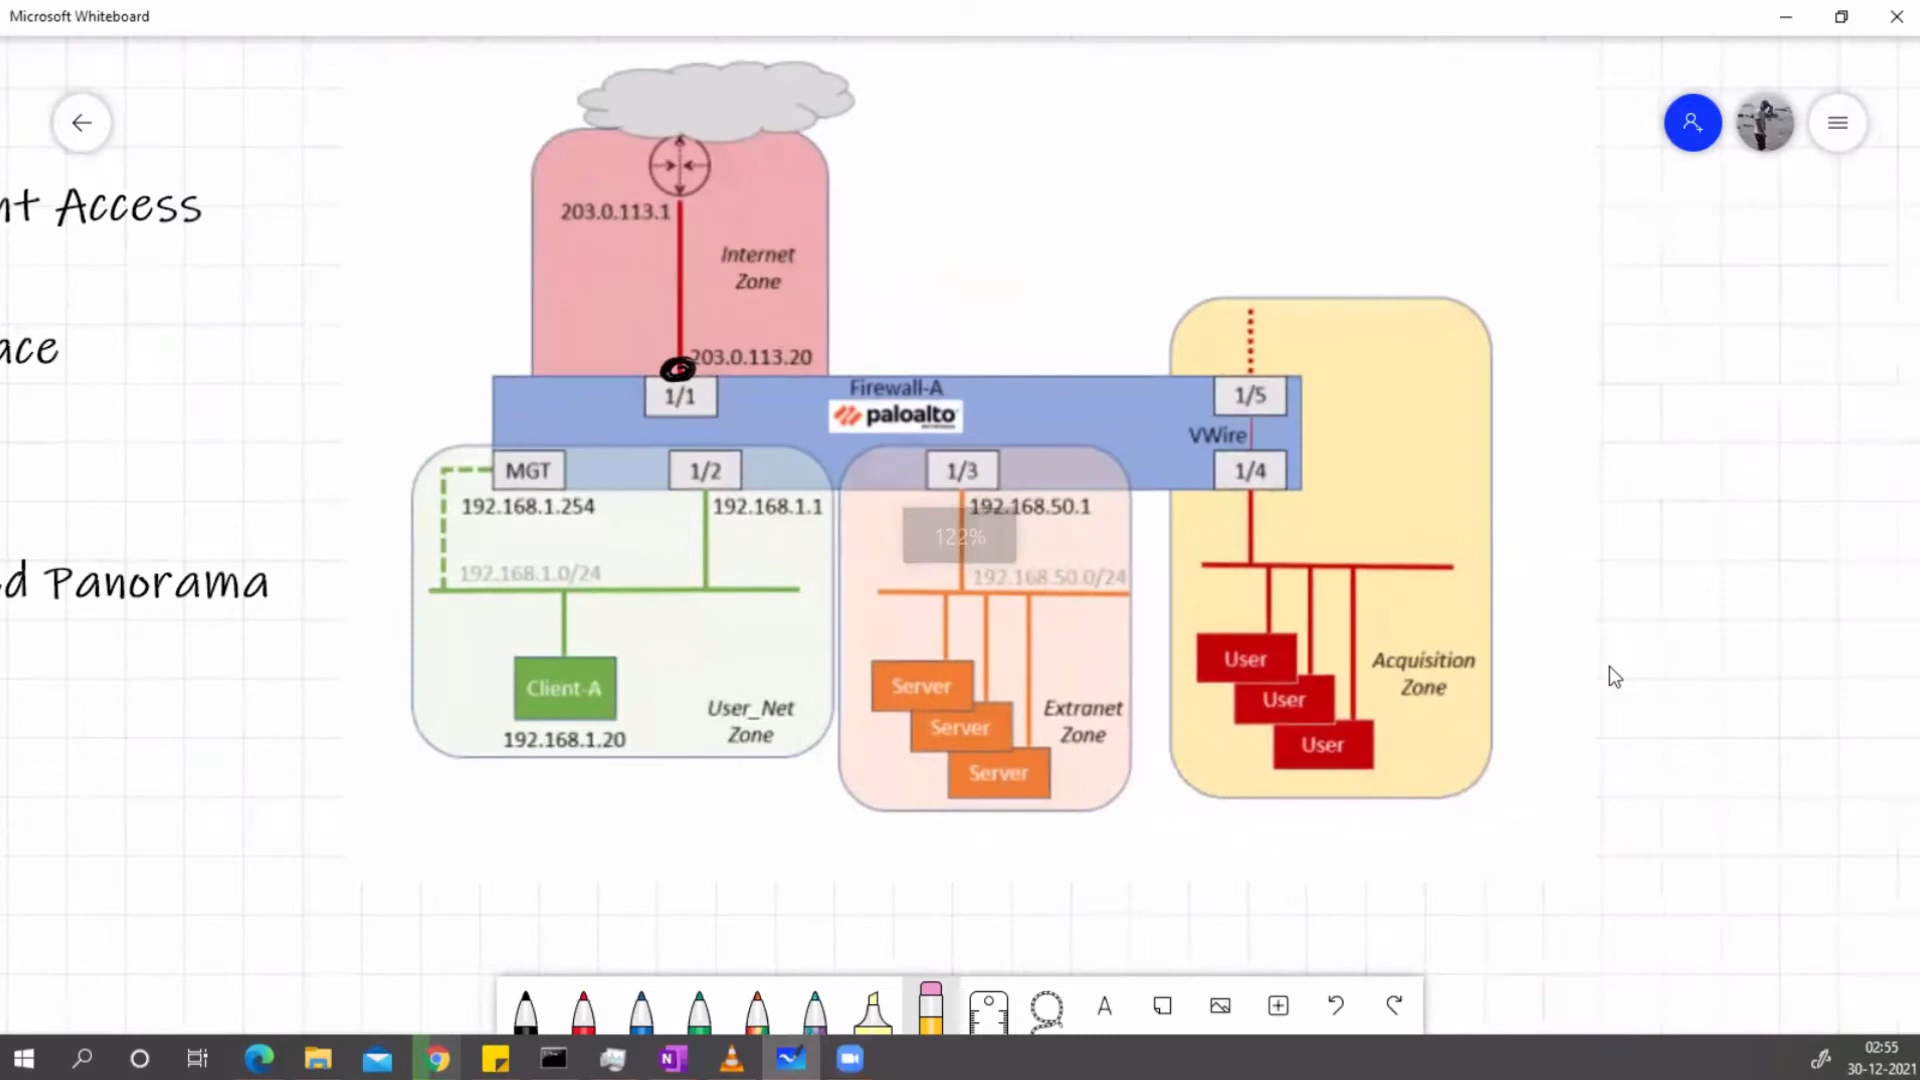 Microsoft Whiteboard
nt Access
ace
d Panorama
203.0.113.1
Internet
Zone
203.0.113.20
1/1
Firewall-A
paloalto
1/5
VWire
MGT
1/2
1/3
1/4
192.168.1.254
192.168.1.1
192.168.50.1
122%
192.168.1.0/24
192.168.50.0/24
Client-A
192.168.1.20
User_Net
Zone
Server
Server
Server
Extranet
Zone
User
User
User
Acquisition
Zone
A
N
02:55
30-12-2021